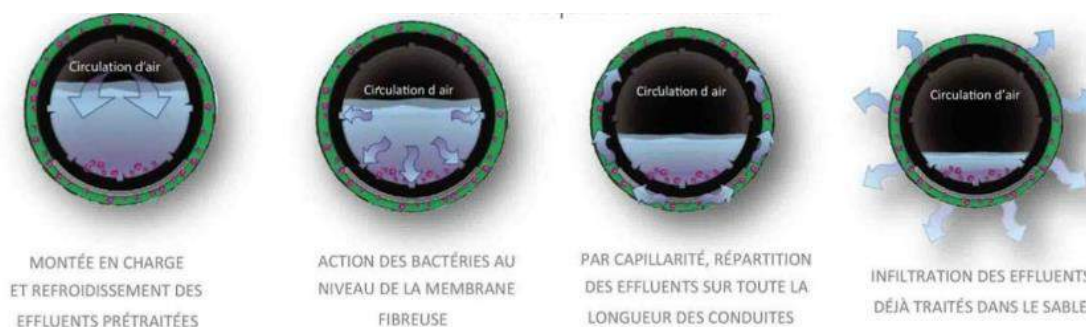 Circulation d'air
Circulation d'air
Circulation d air
Circulation d'air
MONTÉE EN CHARGE
ET REFROIDISSEMENT DES
EFFLUENTS PRÉTRAITÉES
ACTION DES BACTÉRIES AU
NIVEAU DE LA MEMBRANE
FIBREUSE
PAR CAPILLARITÉ, RÉPARTITION
DES EFFLUENTS SUR TOUTE LA
LONGUEUR DES CONDUITES
INFILTRATION DES EFFLUENTS
DÉJÀ TRAITÉS DANS LE SABLE